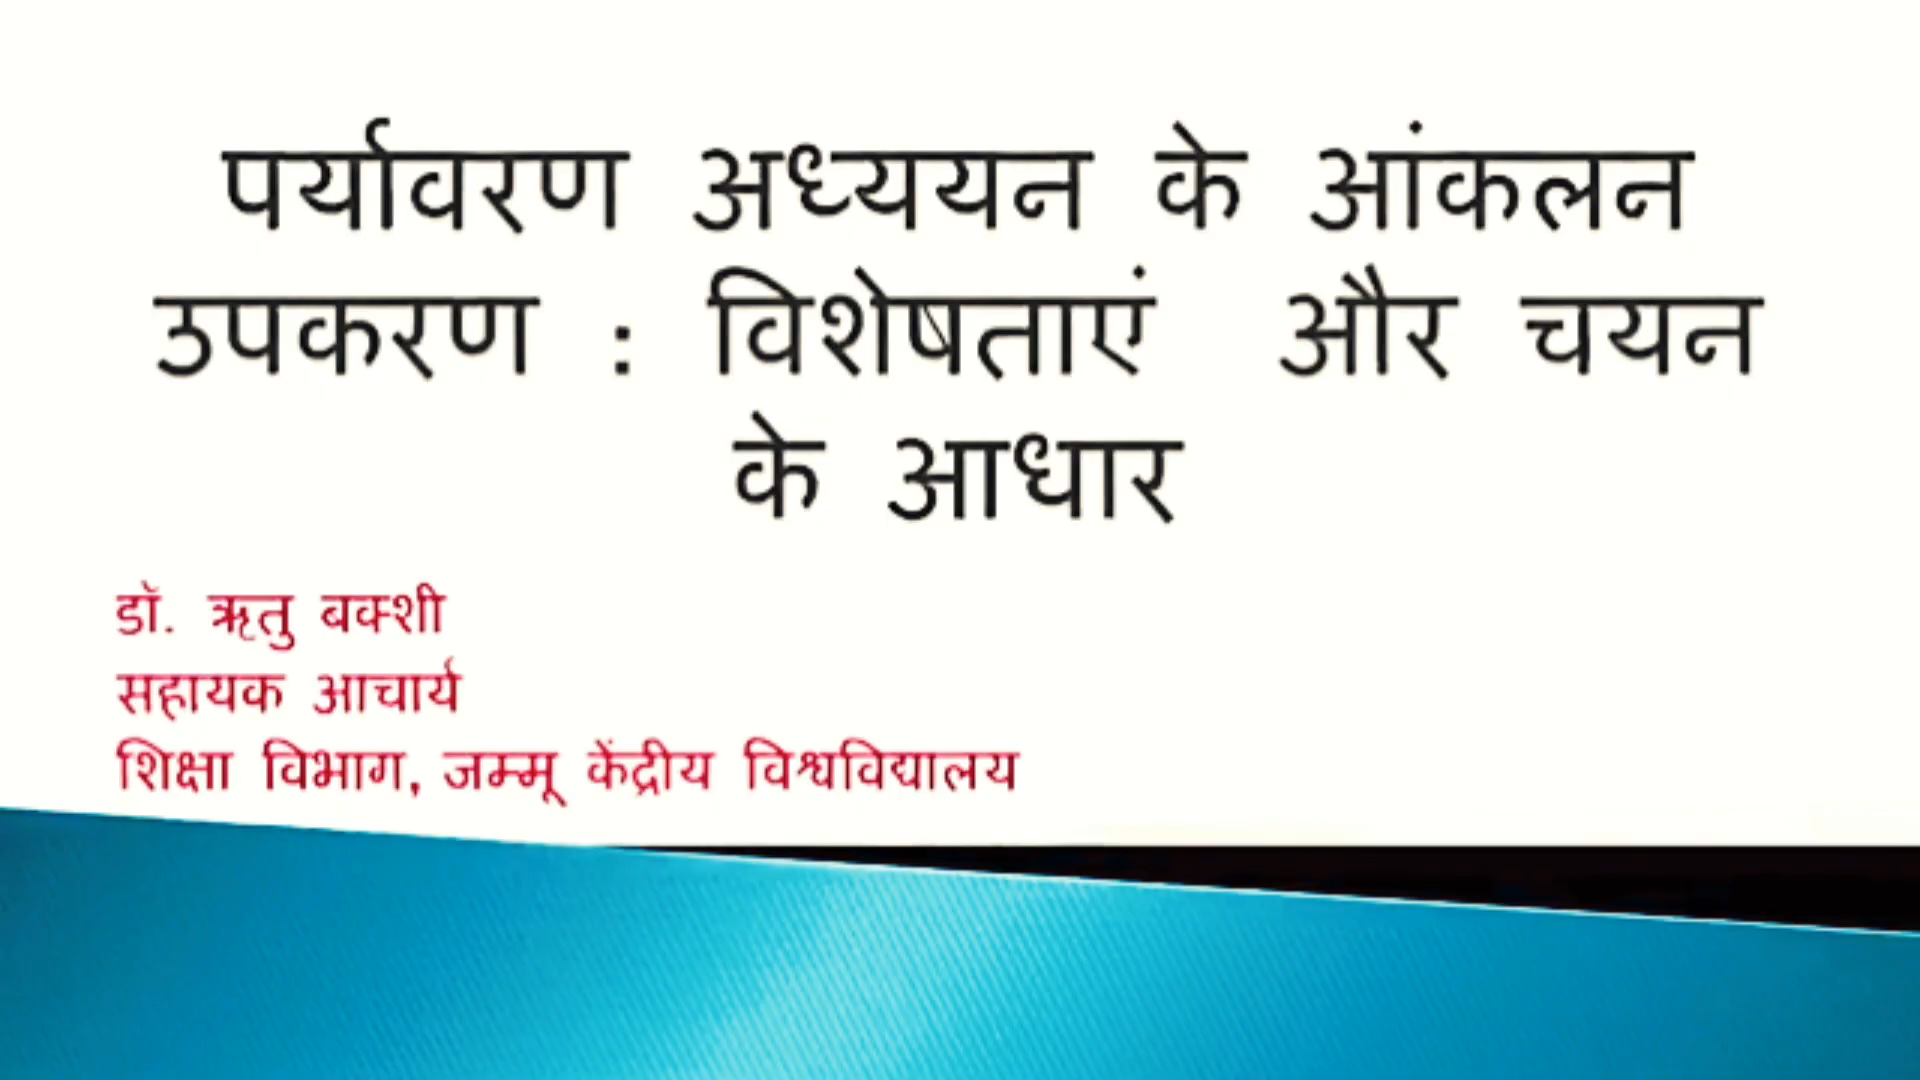 पर्यावरण अध्ययन के आंकलन
उपकरण : विशेषताएं और चयन
के आधार
डॉ. ऋतु बक्शी
सहायक आचार्य
शिक्षा विभाग, जम्मू केंद्रीय विश्वविद्यालय